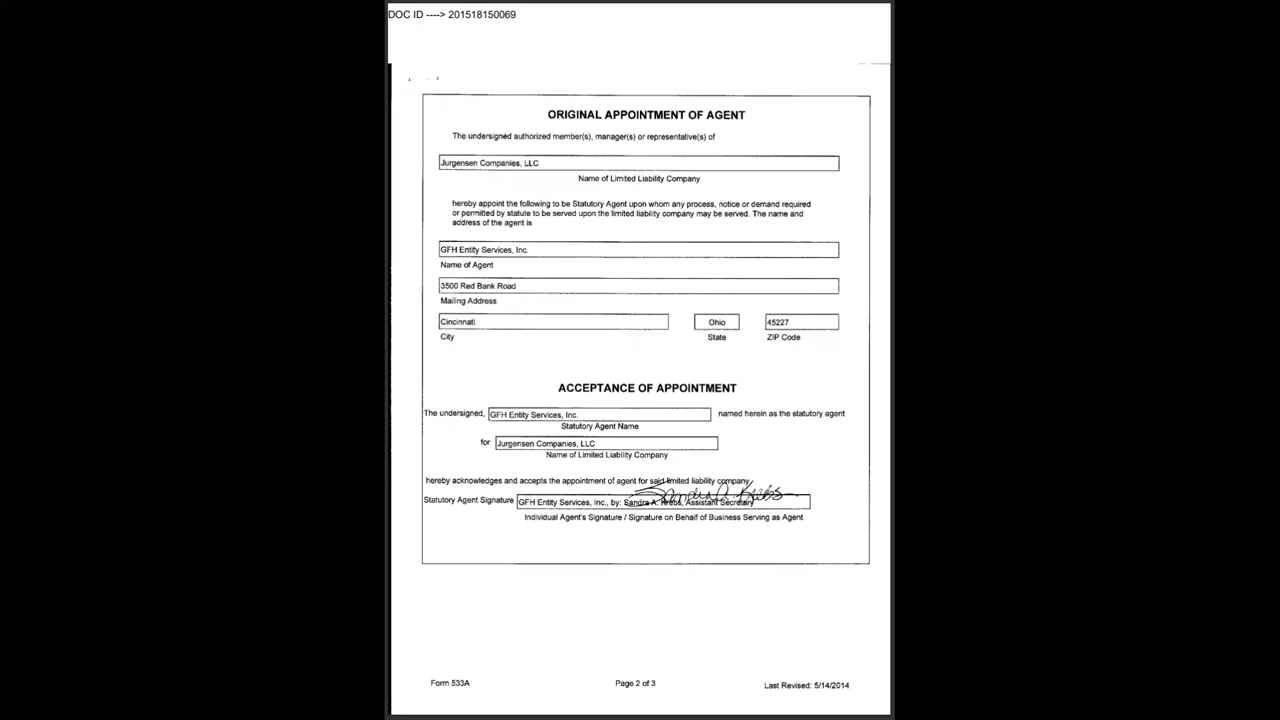 DOC ID ----> 201518150069
ORIGINAL APPOINTMENT OF AGENT
The undersigned authorized member(s), manager(s) or representative(s) of
Jurgensen Companies, LLC
Name of Limited Liability Company
hereby appoint the following to be Statutory Agent upon whom any process, notice or demand required
or permitted by statute to be served upon the limited liability company may be served. The name and
address of the agent is
GFH Entity Services, Inc.
Name of Agent
3500 Red Bank Road
Mailing Address
Cincinnati Ohio 45227
City State ZIP Code
ACCEPTANCE OF APPOINTMENT
The undersigned, GFH Entity Services, Inc. named herein as the statutory agent
Statutory Agent Name
for Jurgensen Companies, LLC
Name of Limited Liability Company
hereby acknowledges and accepts the appointment of agent for said limited liability company
Sandra A. Krebs
Statutory Agent Signature GFH Entity Services, Inc., by: Sandra A. Krebs, Assistant Secretary
Individual Agent's Signature / Signature on Behalf of Business Serving as Agent
Form 533A Page 2 of 3 Last Revised: 5/14/2014